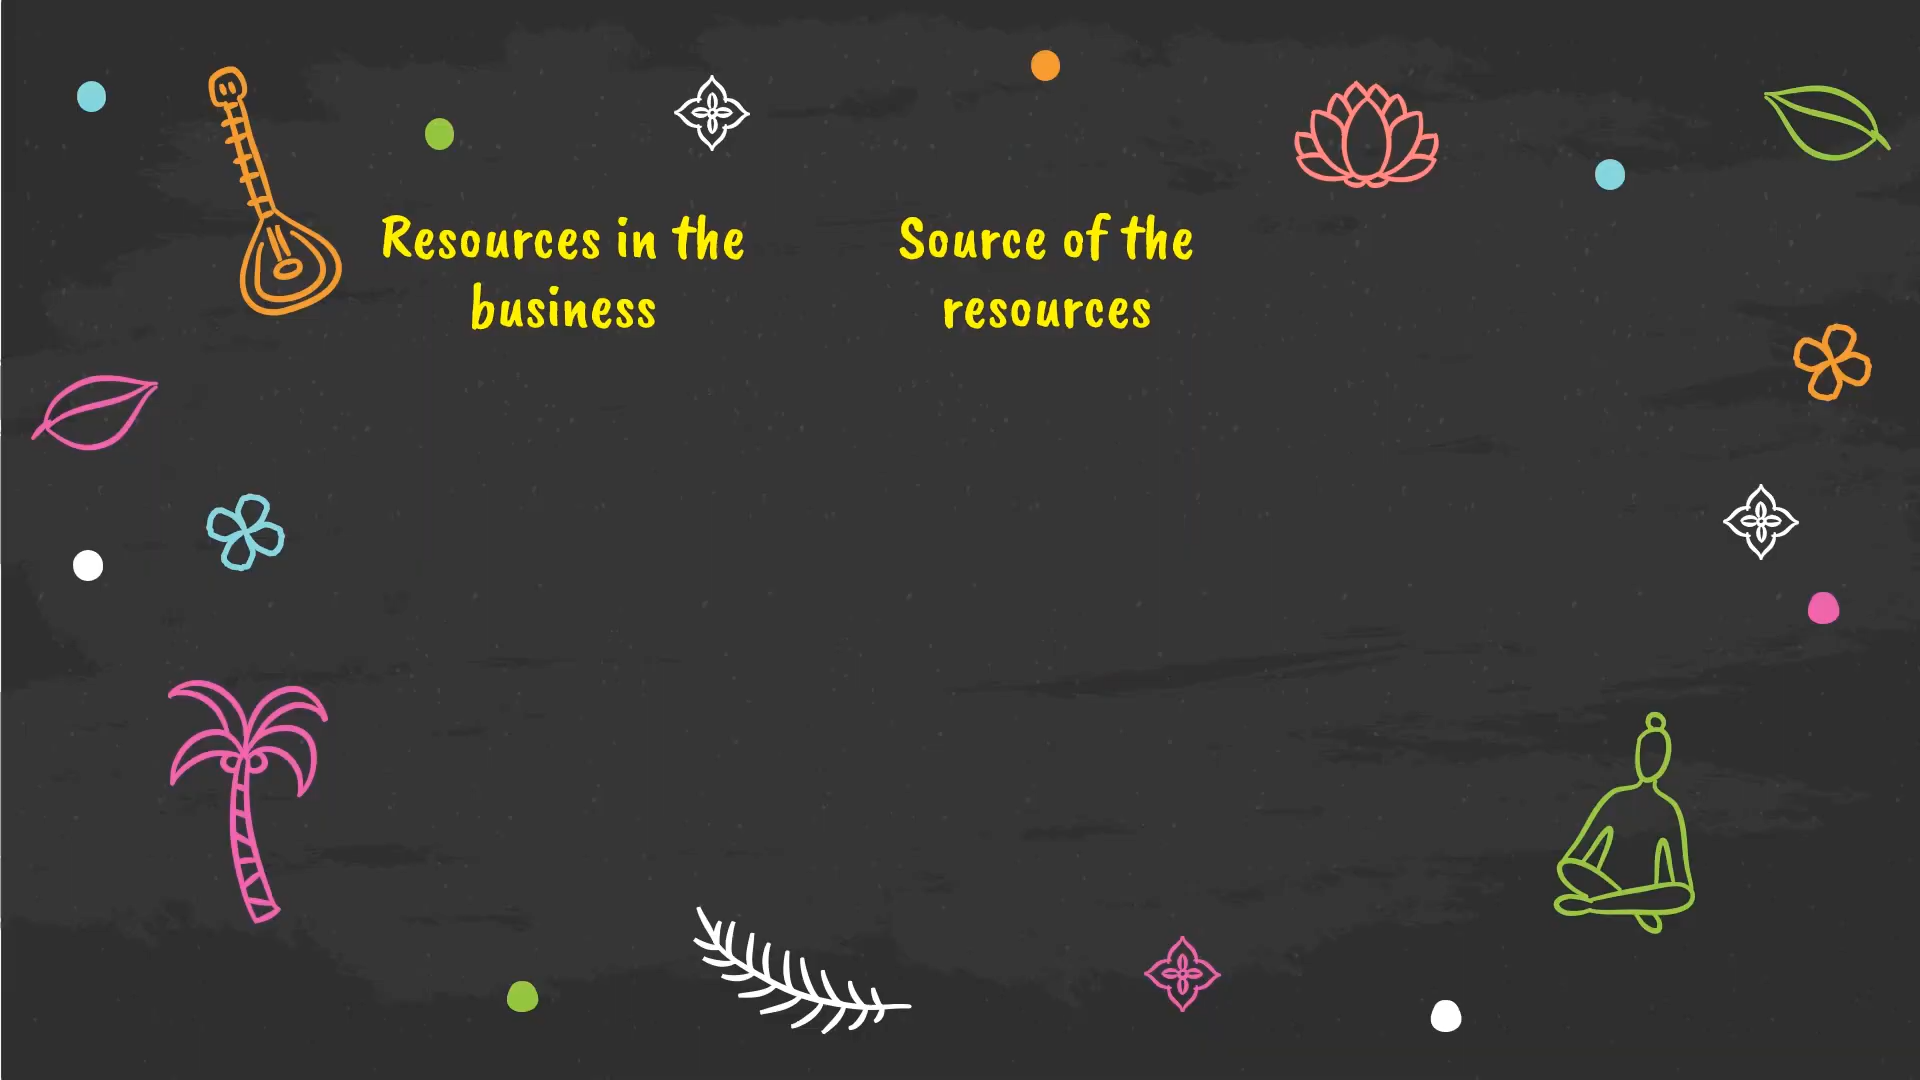 Resources in the
business
Source of the
resources